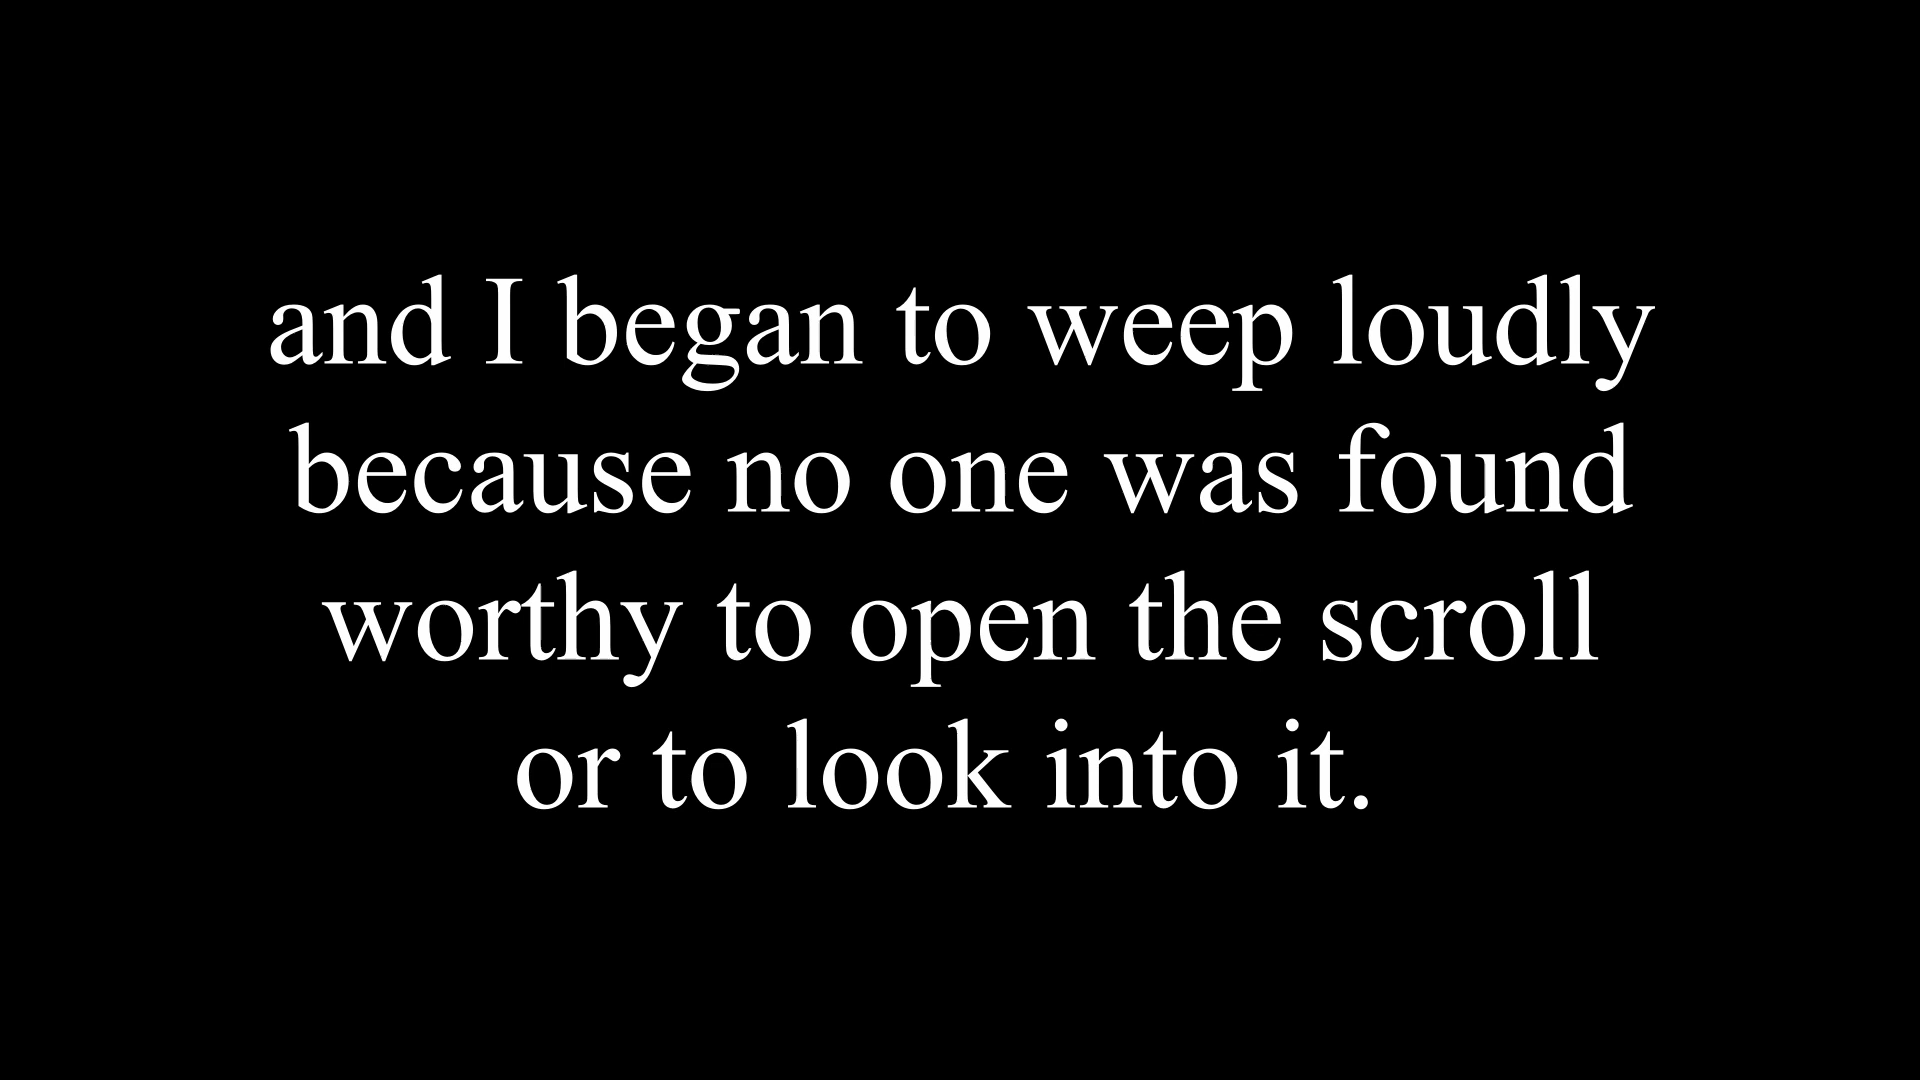 and I began to weep loudly
because no one was found
worthy to open the scroll
or to look into it.